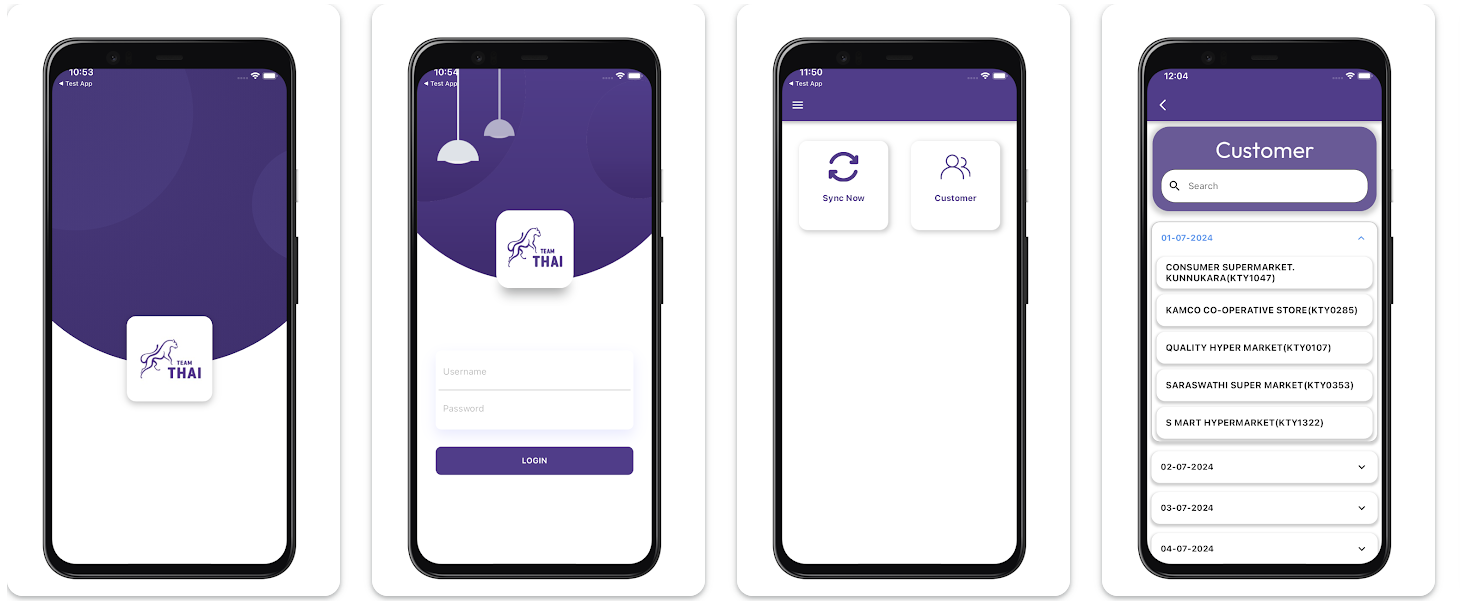 10:53
◀ Test App
TEAM
THAI
10:54
◀ Test App
TEAM
THAI
Username
Password
LOGIN
11:50
◀ Test App
Sync Now
Customer
12:04
Customer
Search
01-07-2024
CONSUMER SUPERMARKET.
KUNNUKARA(KTY1047)
KAMCO CO-OPERATIVE STORE(KTY0285)
QUALITY HYPER MARKET(KTY0107)
SARASWATHI SUPER MARKET(KTY0353)
S MART HYPERMARKET(KTY1322)
02-07-2024
03-07-2024
04-07-2024